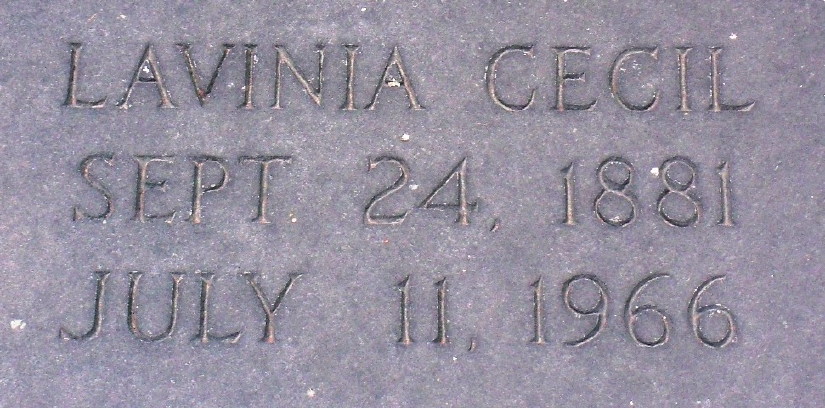 LAVINIA CECIL
SEPT 24, 1881
JULY 11, 1966